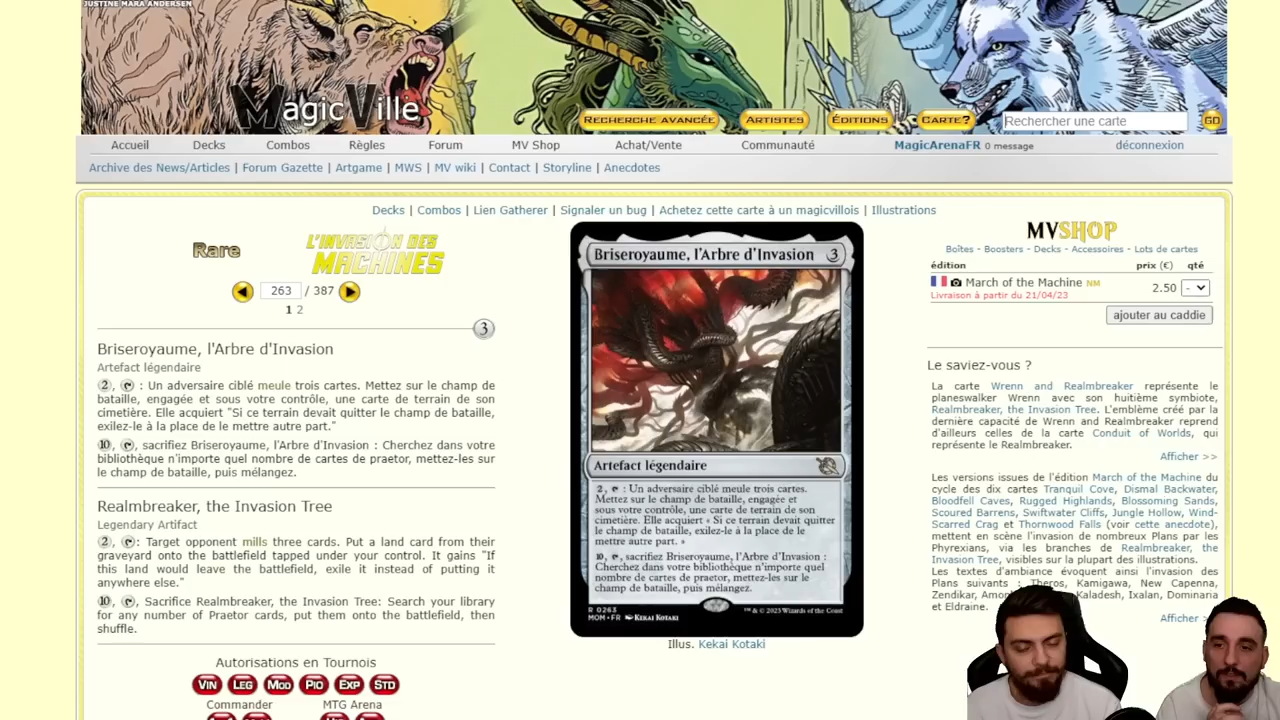 JUSTINE MARA ANDERSEN
MagicVille
RECHERCHE AVANCÉE
ARTISTES
ÉDITIONS
CARTE?
Rechercher une carte
GO
Accueil Decks Combos Règles Forum MV Shop Achat/Vente Communauté MagicArenaFR 0 message déconnexion
Archive des News/Articles | Forum Gazette | Artgame | MWS | MV wiki | Contact | Storyline | Anecdotes
Decks | Combos | Lien Gatherer | Signaler un bug | Achetez cette carte à un magicvillois | Illustrations
Rare
L'INVASION DES
MACHINES
263 / 387
1 2
3
Briseroyaume, l'Arbre d'Invasion
Artefact légendaire
2, : Un adversaire ciblé meule trois cartes. Mettez sur le champ de
bataille, engagée et sous votre contrôle, une carte de terrain de son
cimetière. Elle acquiert "Si ce terrain devait quitter le champ de bataille,
exilez-le à la place de le mettre autre part."
10, , sacrifiez Briseroyaume, l'Arbre d'Invasion : Cherchez dans votre
bibliothèque n'importe quel nombre de cartes de praetor, mettez-les sur
le champ de bataille, puis mélangez.
Realmbreaker, the Invasion Tree
Legendary Artifact
2, : Target opponent mills three cards. Put a land card from their
graveyard onto the battlefield tapped under your control. It gains "If
this land would leave the battlefield, exile it instead of putting it
anywhere else."
10, , Sacrifice Realmbreaker, the Invasion Tree: Search your library
for any number of Praetor cards, put them onto the battlefield, then
shuffle.
Autorisations en Tournois
VIN LEG MOD PIO EXP STD
Commander MTG Arena
Briseroyaume, l'Arbre d'Invasion 3
Artefact légendaire
2, : Un adversaire ciblé meule trois cartes.
Mettez sur le champ de bataille, engagée et
sous votre contrôle, une carte de terrain de son
cimetière. Elle acquiert « Si ce terrain devait quitter
le champ de bataille, exilez-le à la place de le
mettre autre part. »
10, , sacrifiez Briseroyaume, l'Arbre d'Invasion :
Cherchez dans votre bibliothèque n'importe quel
nombre de cartes de praetor, mettez-les sur le
champ de bataille, puis mélangez.
R 0263
MOM • FR KEKAI KOTAKI
™ & © 2023 Wizards of the Coast
Illus. Kekai Kotaki
MVSHOP
Boîtes - Boosters - Decks - Accessoires - Lots de cartes
édition prix (€) qté
March of the Machine NM 2.50 -
Livraison à partir du 21/04/23
ajouter au caddie
Le saviez-vous ?
La carte Wrenn and Realmbreaker représente le
planeswalker Wrenn avec son huitième symbiote,
Realmbreaker, the Invasion Tree. L'emblème créé par la
dernière capacité de Wrenn and Realmbreaker reprend
d'ailleurs celles de la carte Conduit of Worlds, qui
représente le Realmbreaker.
Afficher >>
Les versions issues de l'édition March of the Machine du
cycle des dix cartes Tranquil Cove, Dismal Backwater,
Bloodfell Caves, Rugged Highlands, Blossoming Sands,
Scoured Barrens, Swiftwater Cliffs, Jungle Hollow, Wind-
Scarred Crag et Thornwood Falls (voir cette anecdote),
mettent en scène l'invasion de nombreux Plans par les
Phyrexians, via les branches de Realmbreaker, the
Invasion Tree, visibles sur la plupart des illustrations.
Les textes d'ambiance évoquent ainsi l'invasion des
Plans suivants : Theros, Kamigawa, New Capenna,
Zendikar, Kaladesh, Ixalan, Dominaria
et Eldraine.
Afficher